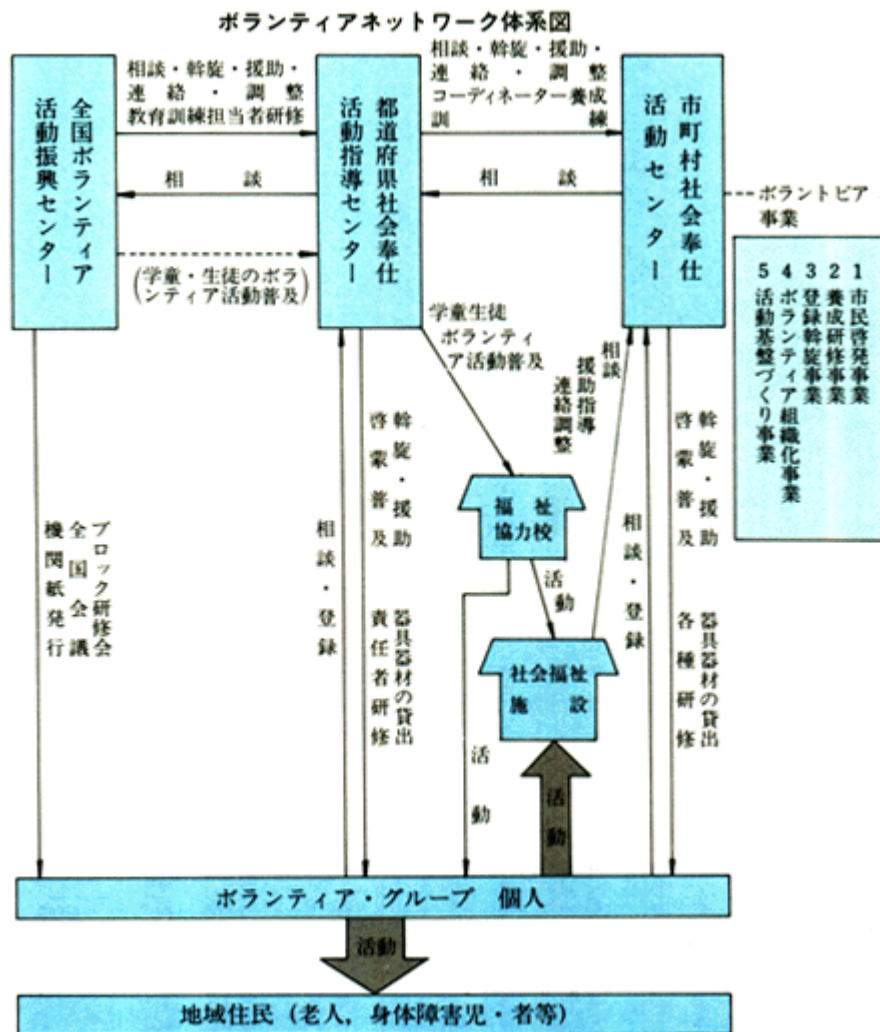 ボランティアネットワーク体系図
全国ボランティア
活動振興センター
相談・斡旋・援助・
連絡・調整
教育訓練担当者研修
相談
(学童・生徒のボラ
ンティア活動普及)
都道府県社会奉仕
活動指導センター
相談・斡旋・援助・
連絡・調整
コーディネーター養成
訓練
相談
市町村社会奉仕
活動センター
ボラントピア
事業
1 市民啓発事業
2 養成研修事業
3 登録斡旋事業
4 ボランティア組織化事業
5 活動基盤づくり事業
学童生徒
ボランティ
ア活動普及
相談
援助指導
連絡調整
福祉
協力校
活動
社会福祉
施設
ブロック研修会
全国会議
機関紙発行
相談・登録
斡旋・援助
啓蒙普及
器具器材の貸出
責任者研修
活動
活動
相談・登録
斡旋・援助
啓蒙普及
器具器材の貸出
各種研修
ボランティア・グループ 個人
活動
地域住民(老人,身体障害児・者等)